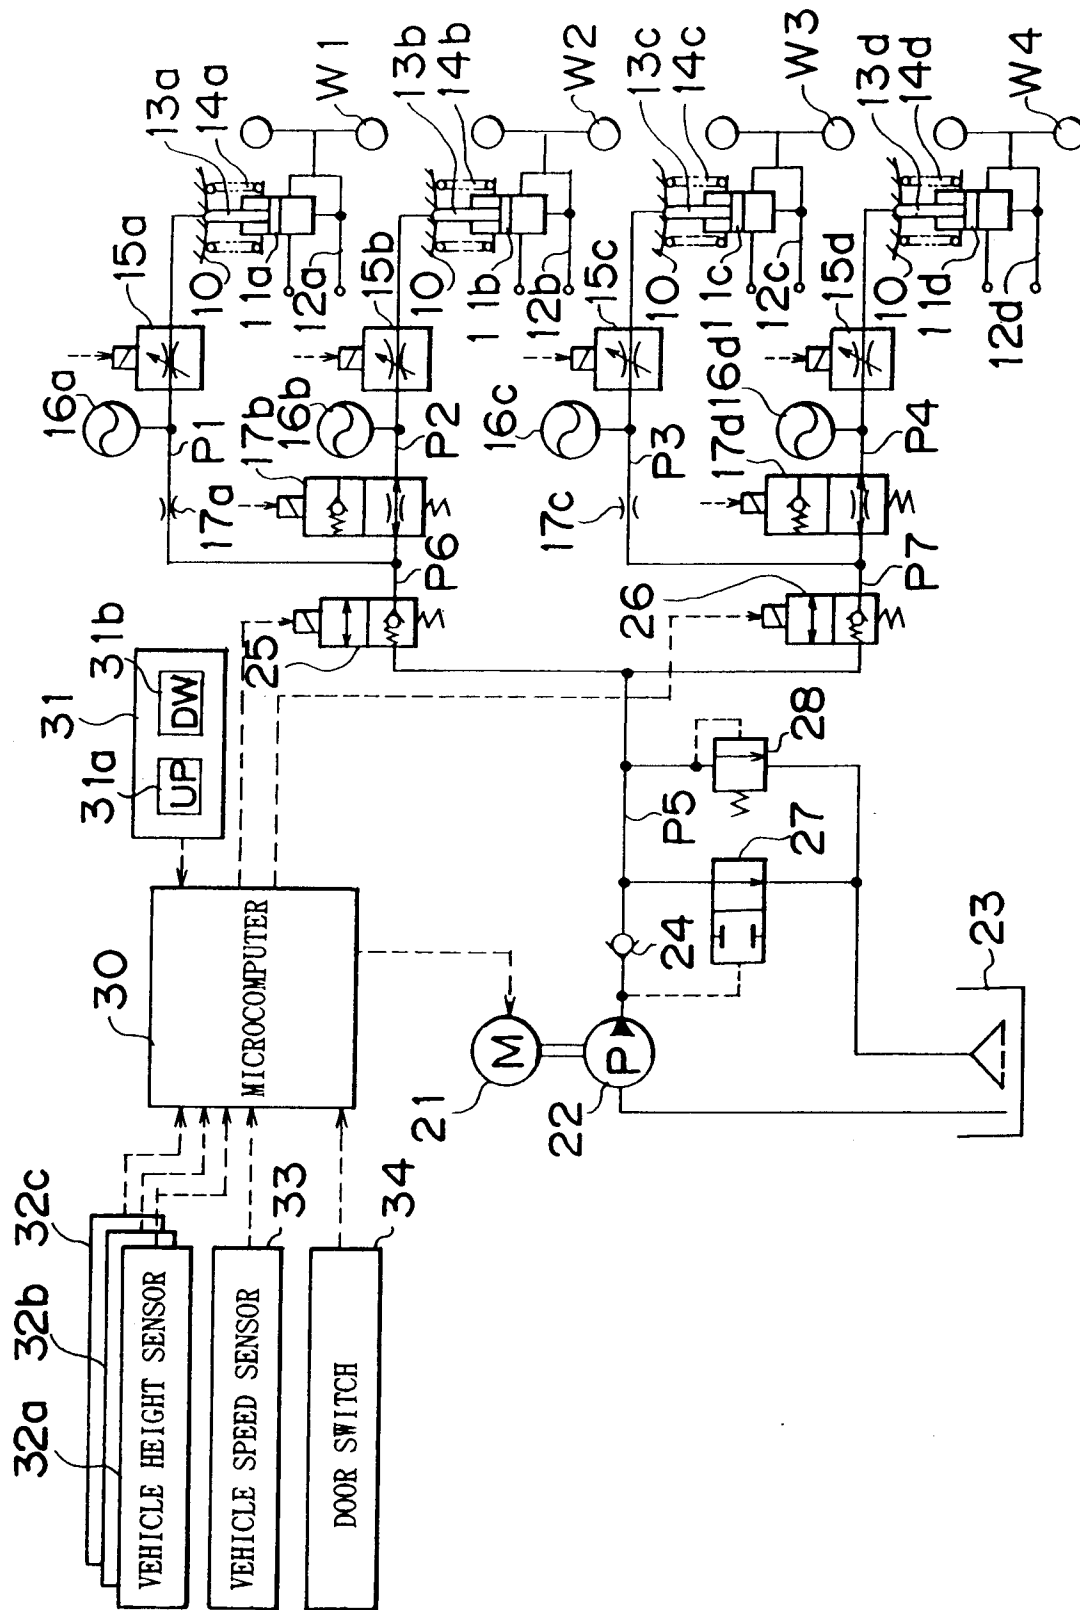 32a
32b
32c
VEHICLE HEIGHT SENSOR
VEHICLE SPEED SENSOR
33
DOOR SWITCH
34
30
MICROCOMPUTER
31
31a
31b
UP
DW
21
M
22
P
23
24
P5
27
28
25
26
P6
P7
17a
17b
17c
17d
16a
16b
16c
16d
P1
P2
P3
P4
15a
15b
15c
15d
10
11a
12a
13a
14a
W1
10
11b
12b
13b
14b
W2
10
11c
12c
13c
14c
W3
10
11d
12d
13d
14d
W4